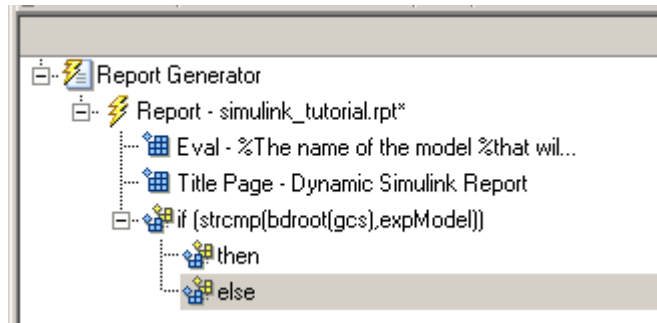 Report Generator
Report - simulink_tutorial.rpt*
Eval - %The name of the model %that wil...
Title Page - Dynamic Simulink Report
if (strcmp(bdroot(gcs),expModel))
then
else